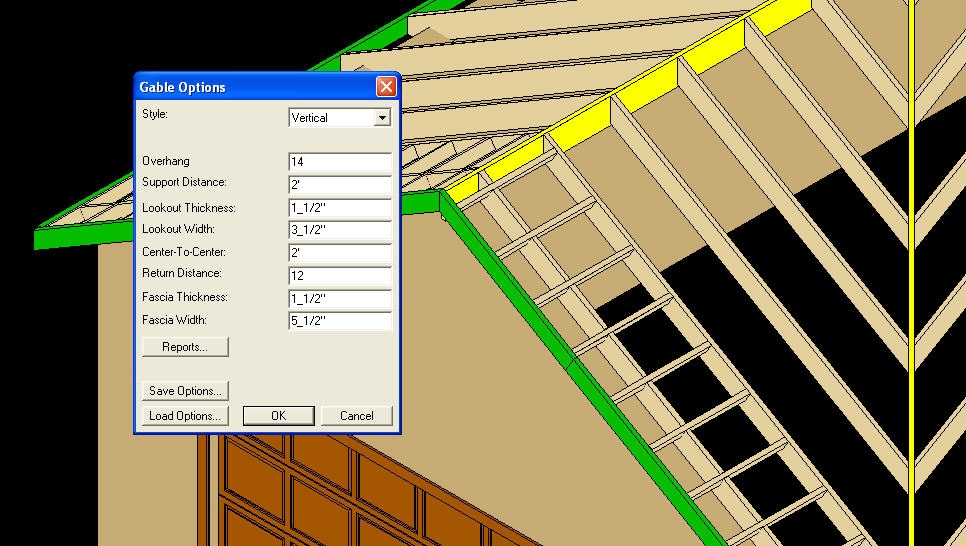 Gable Options
Style: Vertical
Overhang 14
Support Distance: 2'
Lookout Thickness: 1_1/2"
Lookout Width: 3_1/2"
Center-To-Center: 2'
Return Distance: 12
Fascia Thickness: 1_1/2"
Fascia Width: 5_1/2"
Reports...
Save Options...
Load Options... OK Cancel